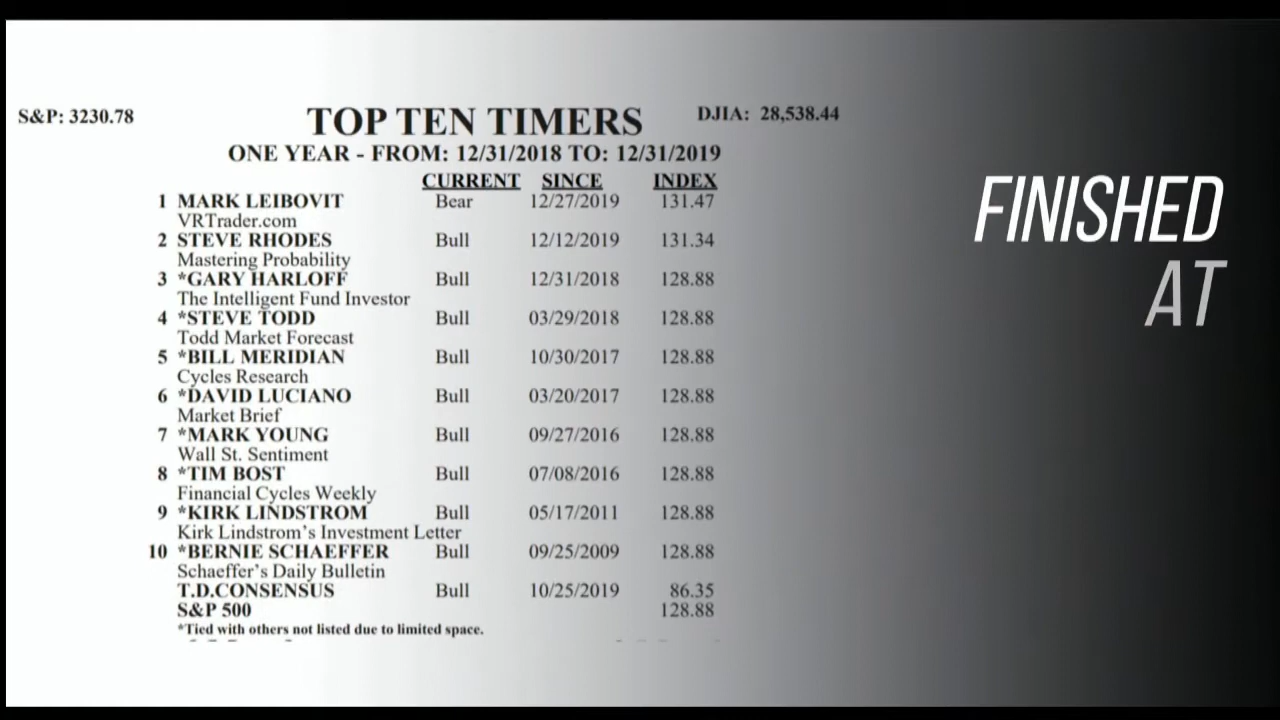 S&P: 3230.78
TOP TEN TIMERS
DJIA: 28,538.44
ONE YEAR - FROM: 12/31/2018 TO: 12/31/2019
CURRENT SINCE INDEX
1 MARK LEIBOVIT Bear 12/27/2019 131.47
VRTrader.com
2 STEVE RHODES Bull 12/12/2019 131.34
Mastering Probability
3 *GARY HARLOFF Bull 12/31/2018 128.88
The Intelligent Fund Investor
4 *STEVE TODD Bull 03/29/2018 128.88
Todd Market Forecast
5 *BILL MERIDIAN Bull 10/30/2017 128.88
Cycles Research
6 *DAVID LUCIANO Bull 03/20/2017 128.88
Market Brief
7 *MARK YOUNG Bull 09/27/2016 128.88
Wall St. Sentiment
8 *TIM BOST Bull 07/08/2016 128.88
Financial Cycles Weekly
9 *KIRK LINDSTROM Bull 05/17/2011 128.88
Kirk Lindstrom's Investment Letter
10 *BERNIE SCHAEFFER Bull 09/25/2009 128.88
Schaeffer's Daily Bulletin
T.D.CONSENSUS Bull 10/25/2019 86.35
S&P 500 128.88
*Tied with others not listed due to limited space.
FINISHED
AT